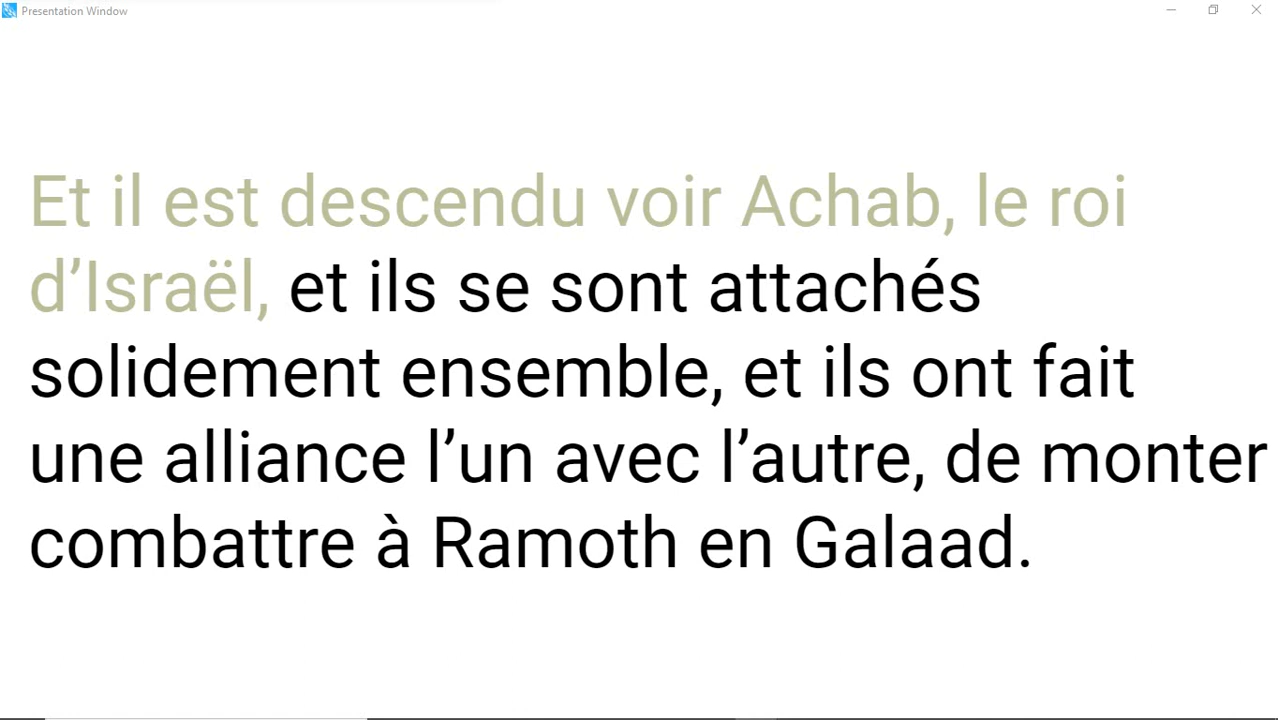 Presentation Window
Et il est descendu voir Achab, le roi
d’Israël, et ils se sont attachés
solidement ensemble, et ils ont fait
une alliance l’un avec l’autre, de monter
combattre à Ramoth en Galaad.